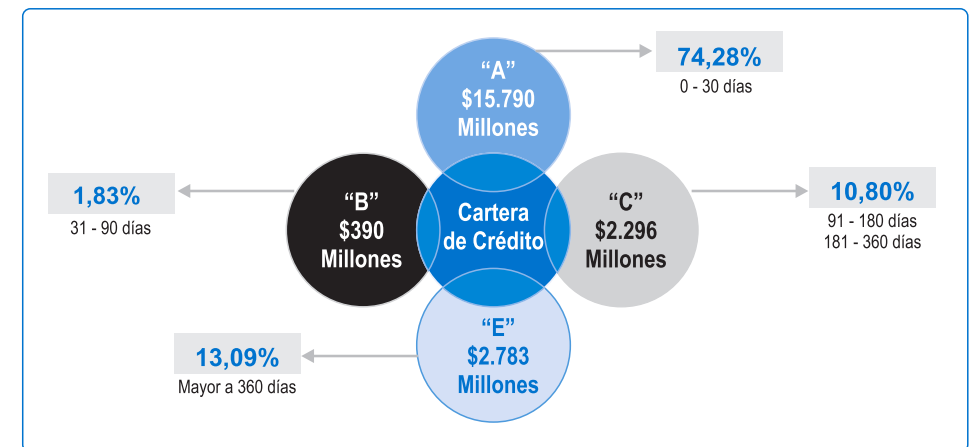 “A”
$15.790
Millones
74,28%
0 - 30 días
“B”
$390
Millones
1,83%
31 - 90 días
Cartera
de Crédito
“C”
$2.296
Millones
10,80%
91 - 180 días
181 - 360 días
“E”
$2.783
Millones
13,09%
Mayor a 360 días